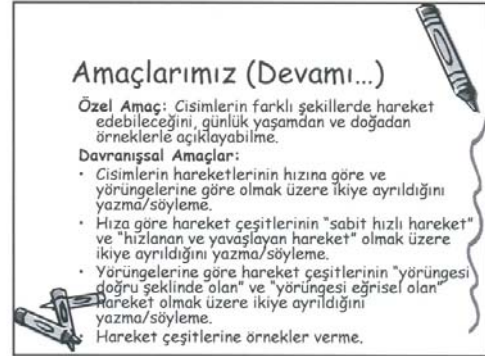 Amaçlarımız (Devamı...)
Özel Amaç: Cisimlerin farklı şekillerde hareket
edebileceğini, günlük yaşamdan ve doğadan
örneklerle açıklayabilme.
Davranışsal Amaçlar:
• Cisimlerin hareketlerinin hızına göre ve
yörüngelerine göre olmak üzere ikiye ayrıldığını
yazma/söyleme.
• Hıza göre hareket çeşitlerinin “sabit hızlı hareket”
ve “hızlanan ve yavaşlayan hareket” olmak üzere
ikiye ayrıldığını yazma/söyleme.
• Yörüngelerine göre hareket çeşitlerinin “yörüngesi
doğru şeklinde olan” ve “yörüngesi eğrisel olan”
hareket olmak üzere ikiye ayrıldığını
yazma/söyleme.
Hareket çeşitlerine örnekler verme.